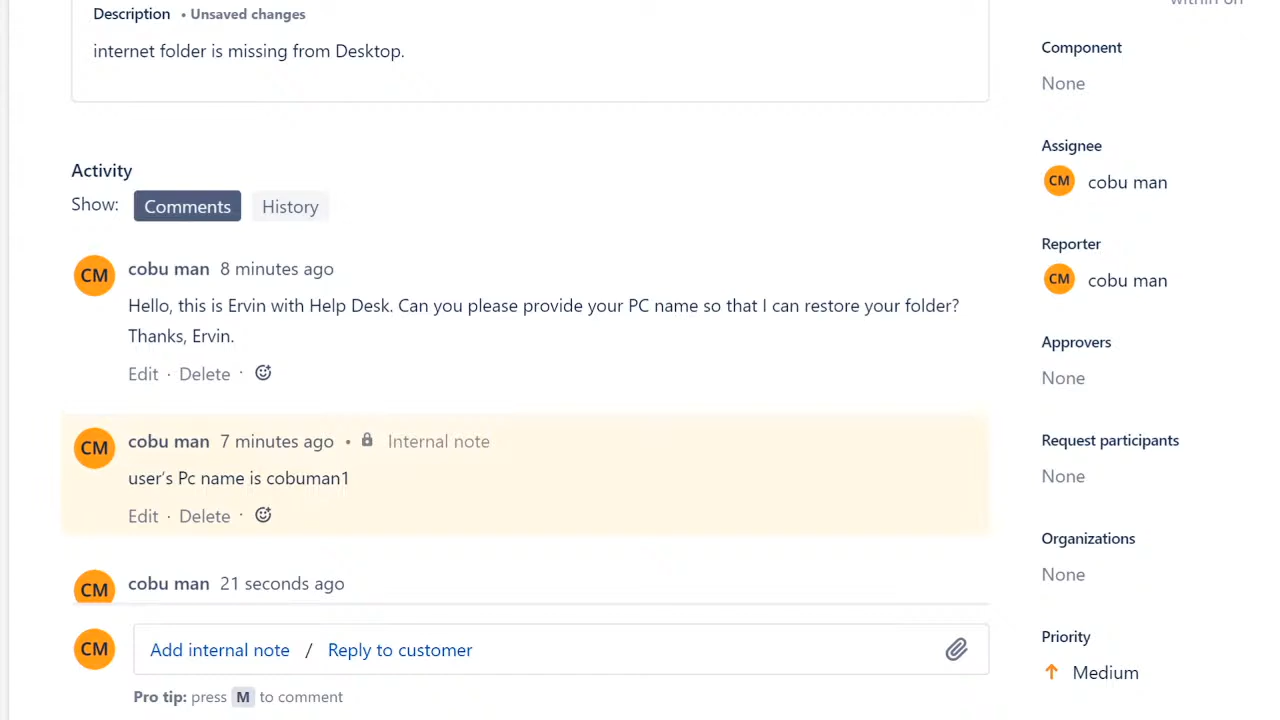 Description • Unsaved changes
internet folder is missing from Desktop.
Activity
Show: Comments History
CM cobu man 8 minutes ago
Hello, this is Ervin with Help Desk. Can you please provide your PC name so that I can restore your folder?
Thanks, Ervin.
Edit · Delete ·
CM cobu man 7 minutes ago • Internal note
user's Pc name is cobuman1
Edit · Delete ·
CM cobu man 21 seconds ago
CM Add internal note / Reply to customer
Pro tip: press M to comment
Component
None
Assignee
CM cobu man
Reporter
CM cobu man
Approvers
None
Request participants
None
Organizations
None
Priority
Medium